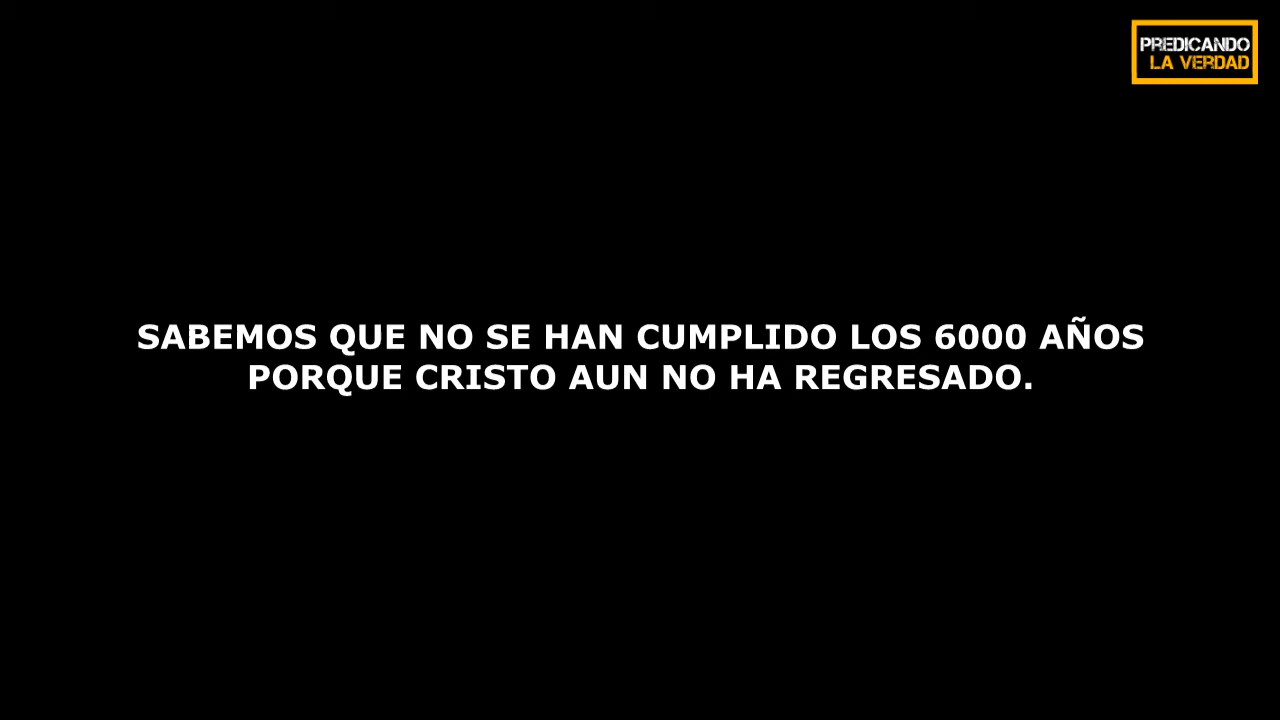 PREDICANDO
LA VERDAD
SABEMOS QUE NO SE HAN CUMPLIDO LOS 6000 AÑOS
PORQUE CRISTO AUN NO HA REGRESADO.